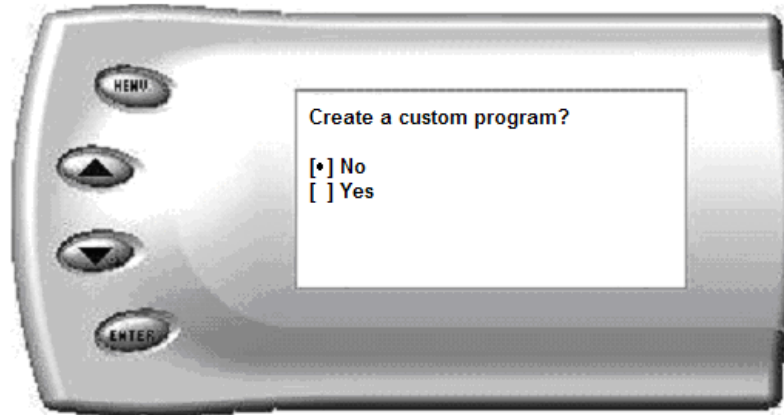 MENU
Create a custom program?
[•] No
[ ] Yes
ENTER